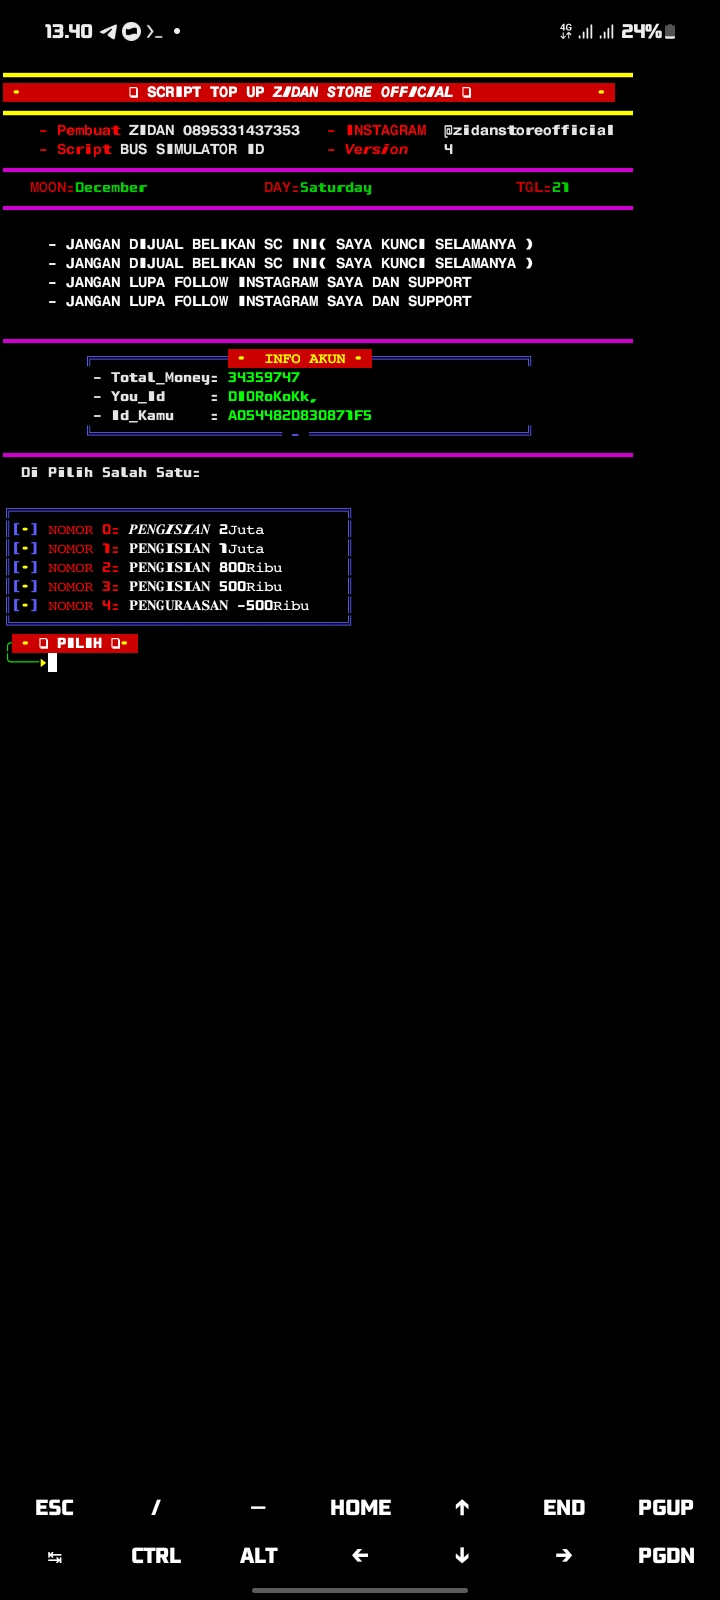 13.40 4G 24%
• ❏ SCRIPT TOP UP ZIDAN STORE OFFICIAL ❏ •
- Pembuat ZIDAN 0895331437353 - INSTAGRAM @zidanstoreofficial
- Script BUS SIMULATOR ID - Version 4
MOON=December DAY=Saturday TGL=21
- JANGAN DIJUAL BELIKAN SC INI( SAYA KUNCI SELAMANYA )
- JANGAN DIJUAL BELIKAN SC INI( SAYA KUNCI SELAMANYA )
- JANGAN LUPA FOLLOW INSTAGRAM SAYA DAN SUPPORT
- JANGAN LUPA FOLLOW INSTAGRAM SAYA DAN SUPPORT
• INFO AKUN •
- Total_Money: 34359747
- You_Id : DIDRoKoKk,
- Id_Kamu : A0544820830871F5
Di Pilih Salah Satu:
[•] NOMOR 0: PENGISIAN 2Juta
[•] NOMOR 1: PENGISIAN 1Juta
[•] NOMOR 2: PENGISIAN 800Ribu
[•] NOMOR 3: PENGISIAN 500Ribu
[•] NOMOR 4: PENGURAASAN -500Ribu
• ❏ PILIH ❏•
ESC / — HOME ↑ END PGUP
↹ CTRL ALT ← ↓ → PGDN